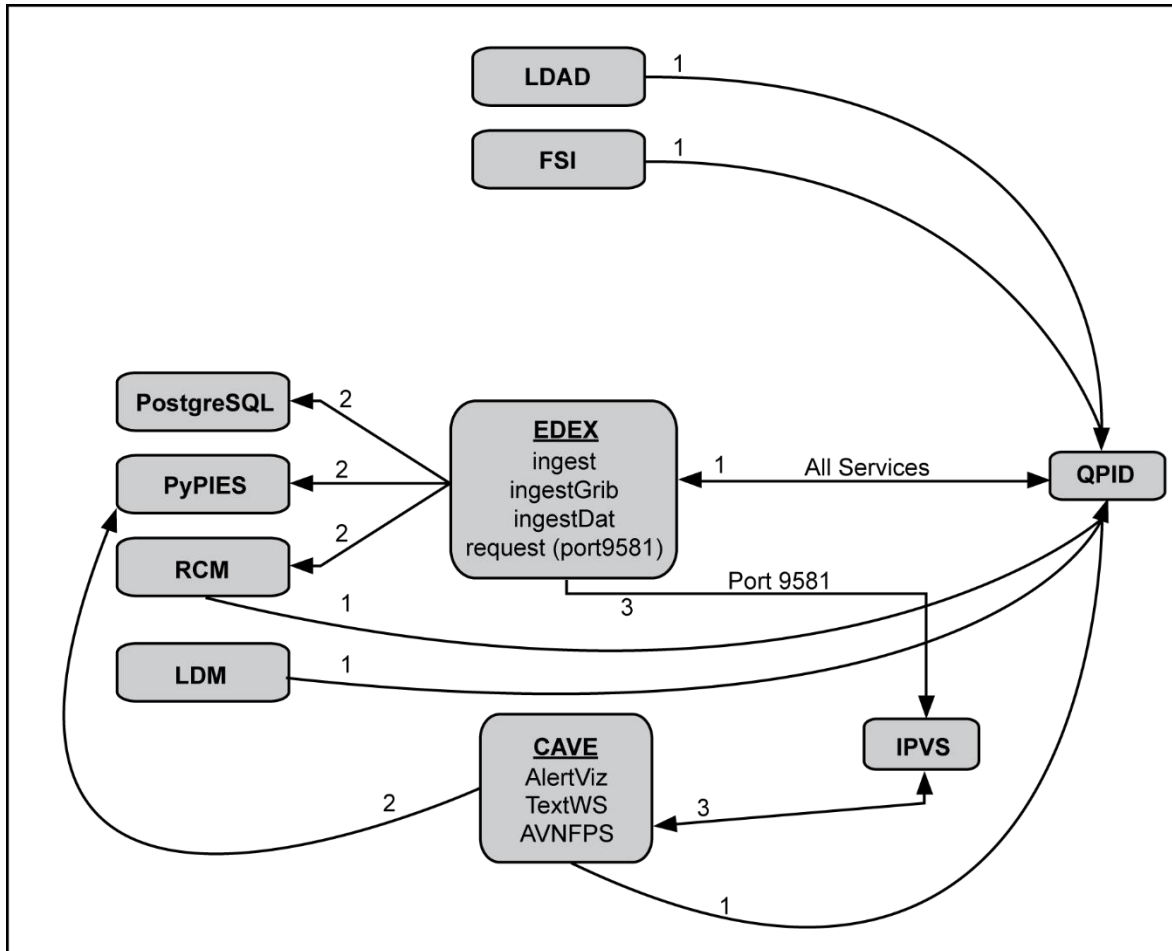 LDAD
1
FSI
1
PostgreSQL
2
PyPIES
2
RCM
2
1
LDM
1
EDEX
ingest
ingestGrib
ingestDat
request (port9581)
1
All Services
QPID
3
Port 9581
IPVS
CAVE
AlertViz
TextWS
AVNFPS
2
3
1